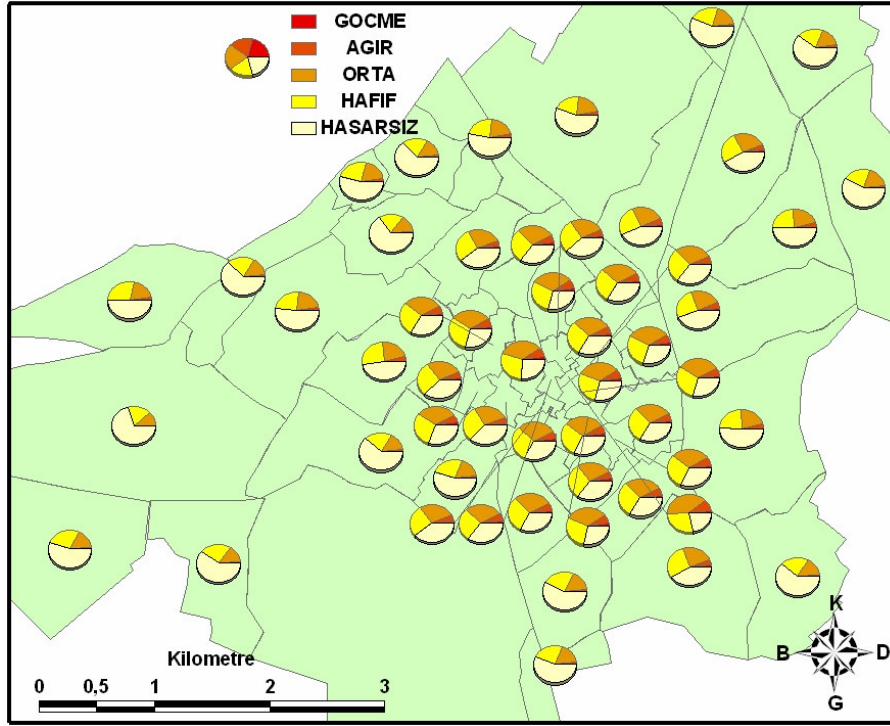 GOCME
AGIR
ORTA
HAFIF
HASARSIZ
K
B D
G
Kilometre
0 0,5 1 2 3